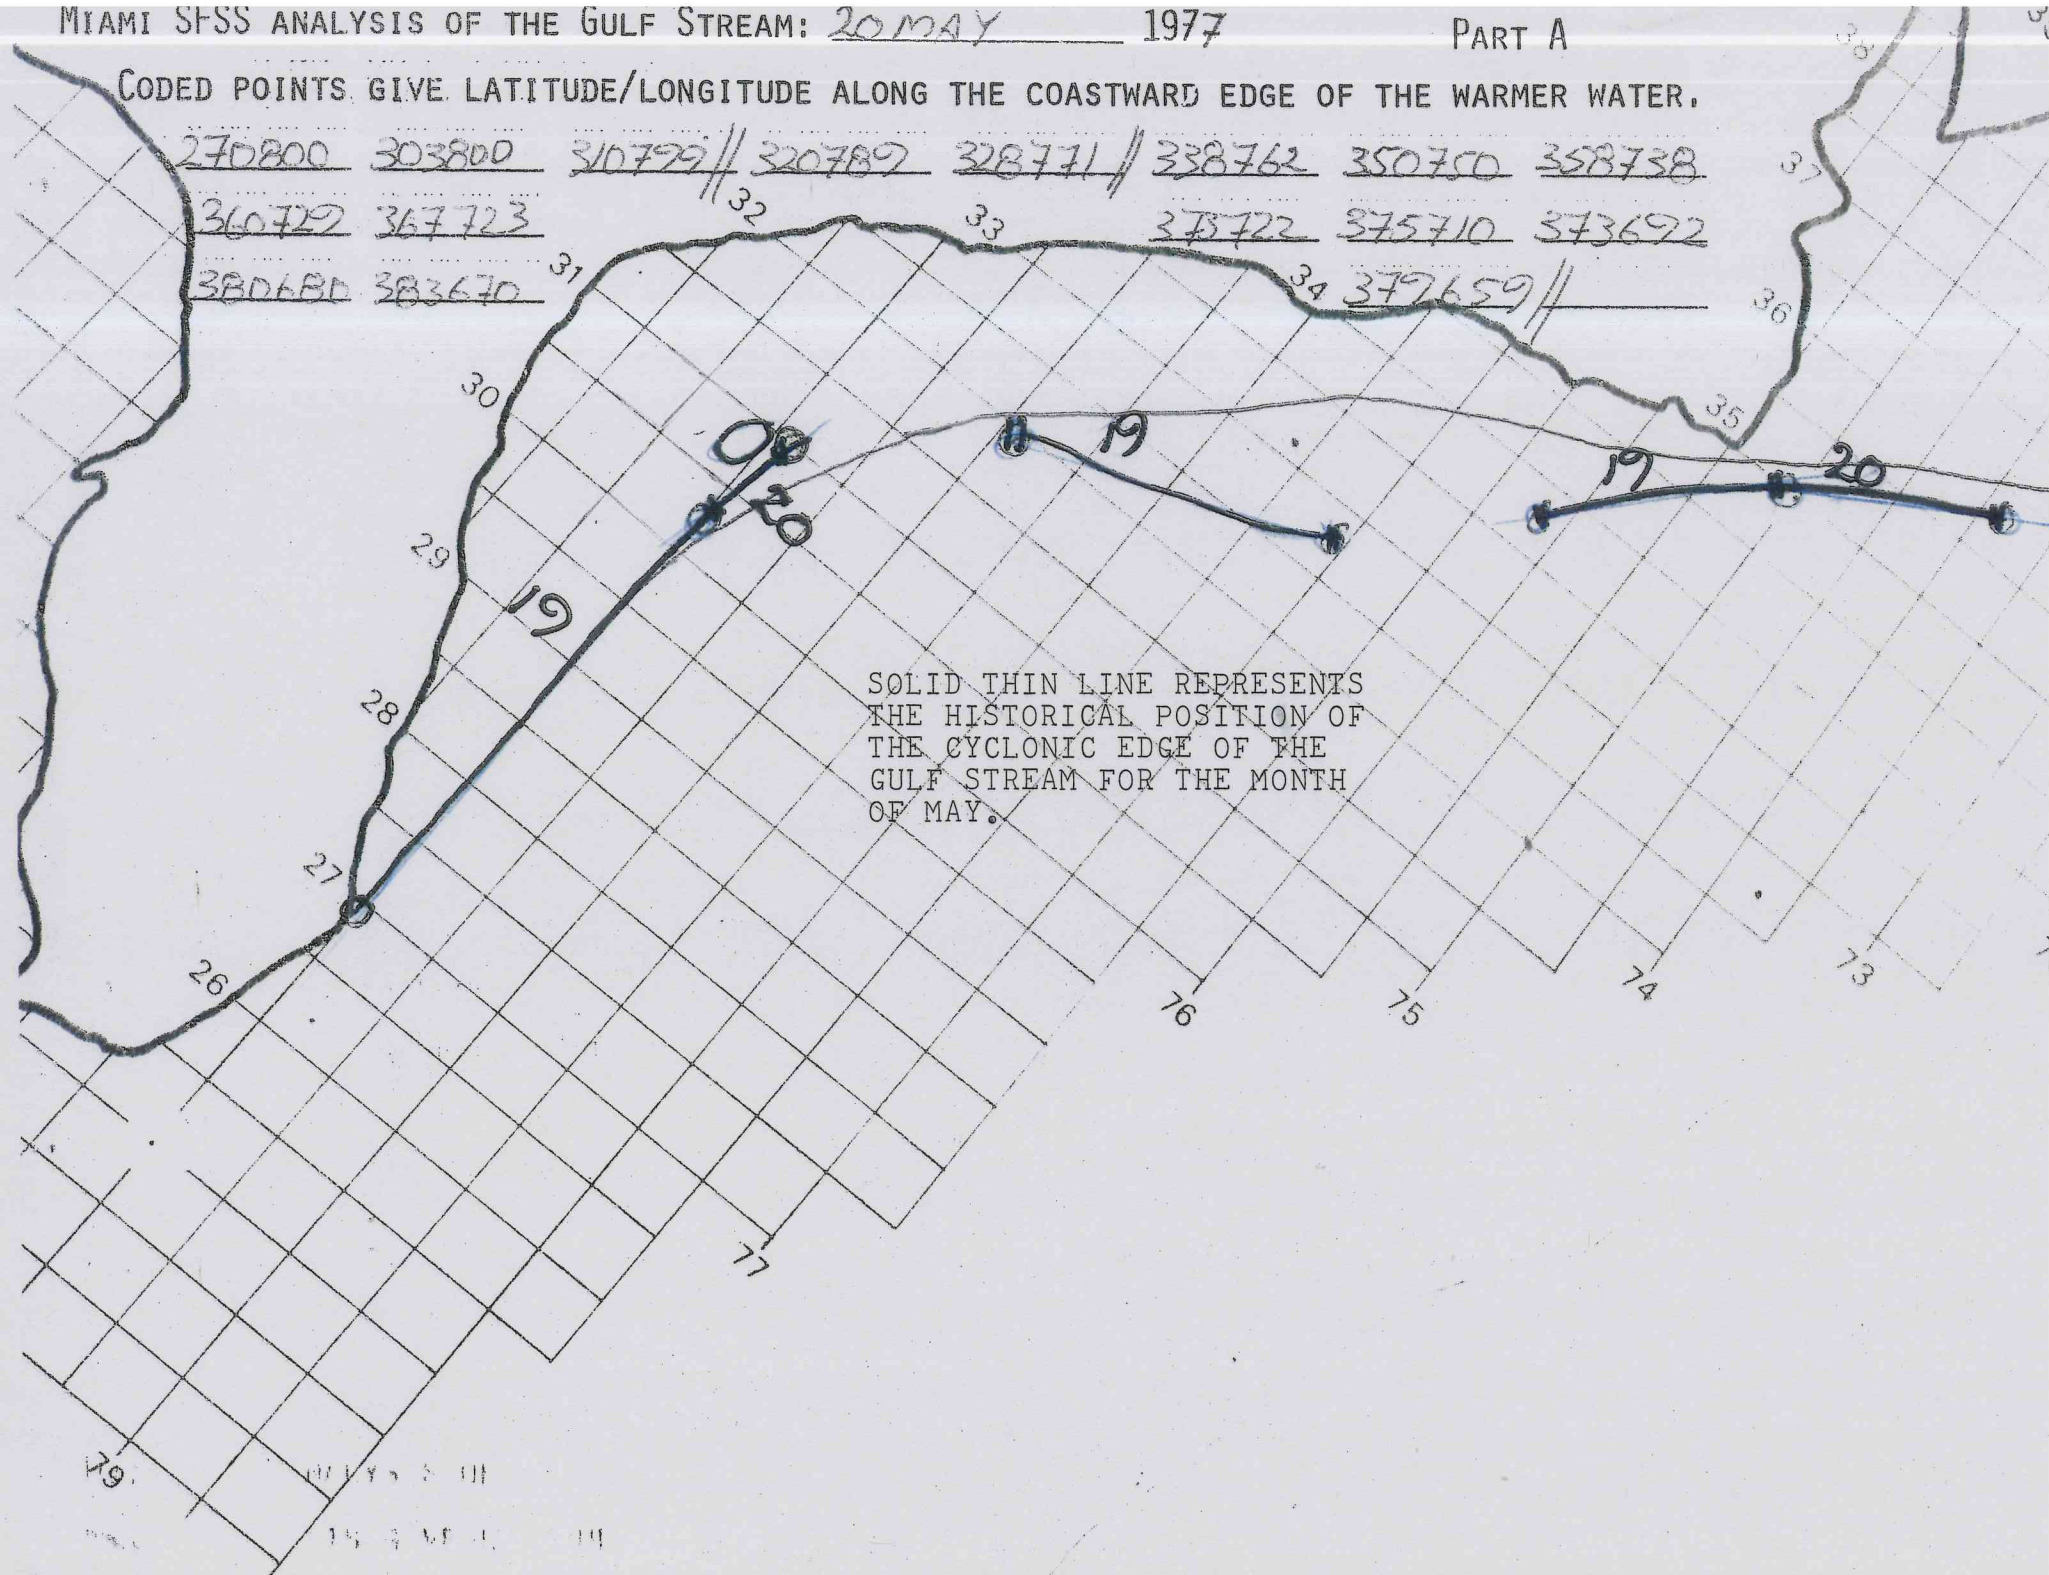 MIAMI SFSS ANALYSIS OF THE GULF STREAM: 20 MAY 1977 PART A
CODED POINTS GIVE LATITUDE/LONGITUDE ALONG THE COASTWARD EDGE OF THE WARMER WATER.
270800 303800 310799// 320789 328771// 338762 350750 358738
360729 367723 373722 375710 373692
380680 383670 379659//
38
37
32
33
31
34
36
30
35
29
28
27
26
19
20
19
19
20
SOLID THIN LINE REPRESENTS
THE HISTORICAL POSITION OF
THE CYCLONIC EDGE OF THE
GULF STREAM FOR THE MONTH
OF MAY.
76
75
74
73
77
79